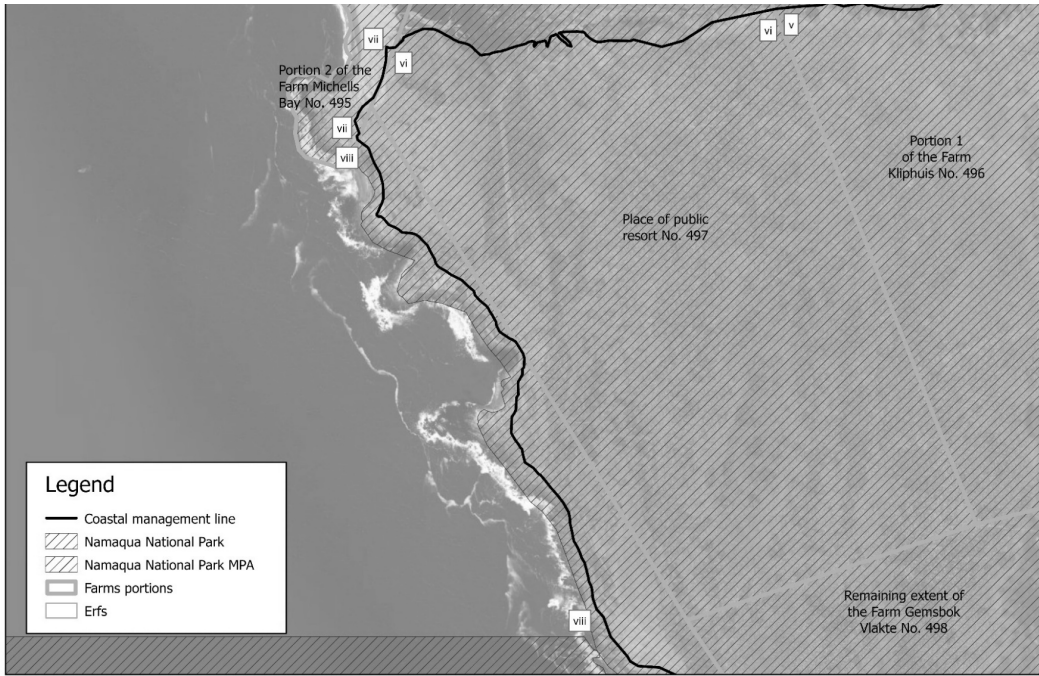 vi
v
vii
vi
Portion 2 of the
Farm Michells
Bay No. 495
vii
viii
Portion 1
of the Farm
Kliphuis No. 496
Place of public
resort No. 497
Legend
Coastal management line
Namaqua National Park
Namaqua National Park MPA
Farms portions
Erfs
Remaining extent of
the Farm Gemsbok
Vlakte No. 498
viii